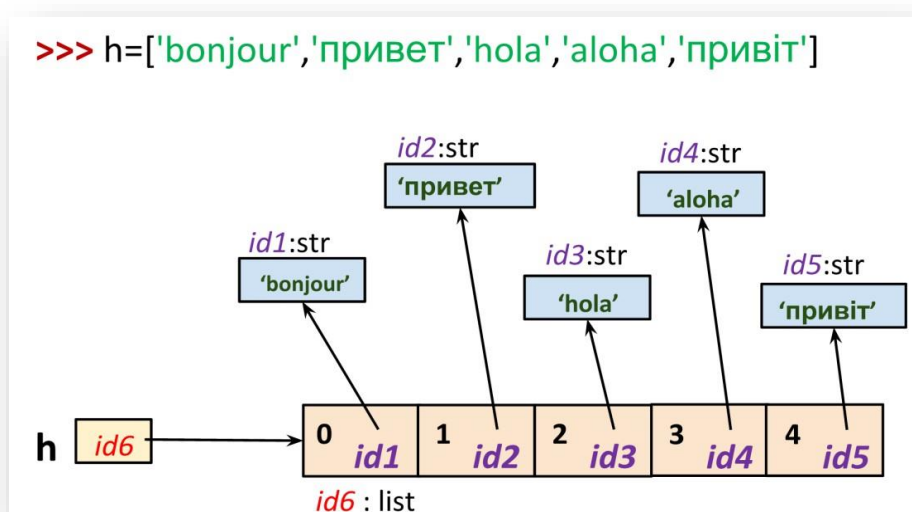 >>> h=['bonjour','привет','hola','aloha','привіт']
id2:str
id4:str
‘привет’
‘aloha’
id1:str
id3:str
id5:str
‘bonjour’
‘hola’
‘привіт’
h id6 0 id1 1 id2 2 id3 3 id4 4 id5
id6 : list